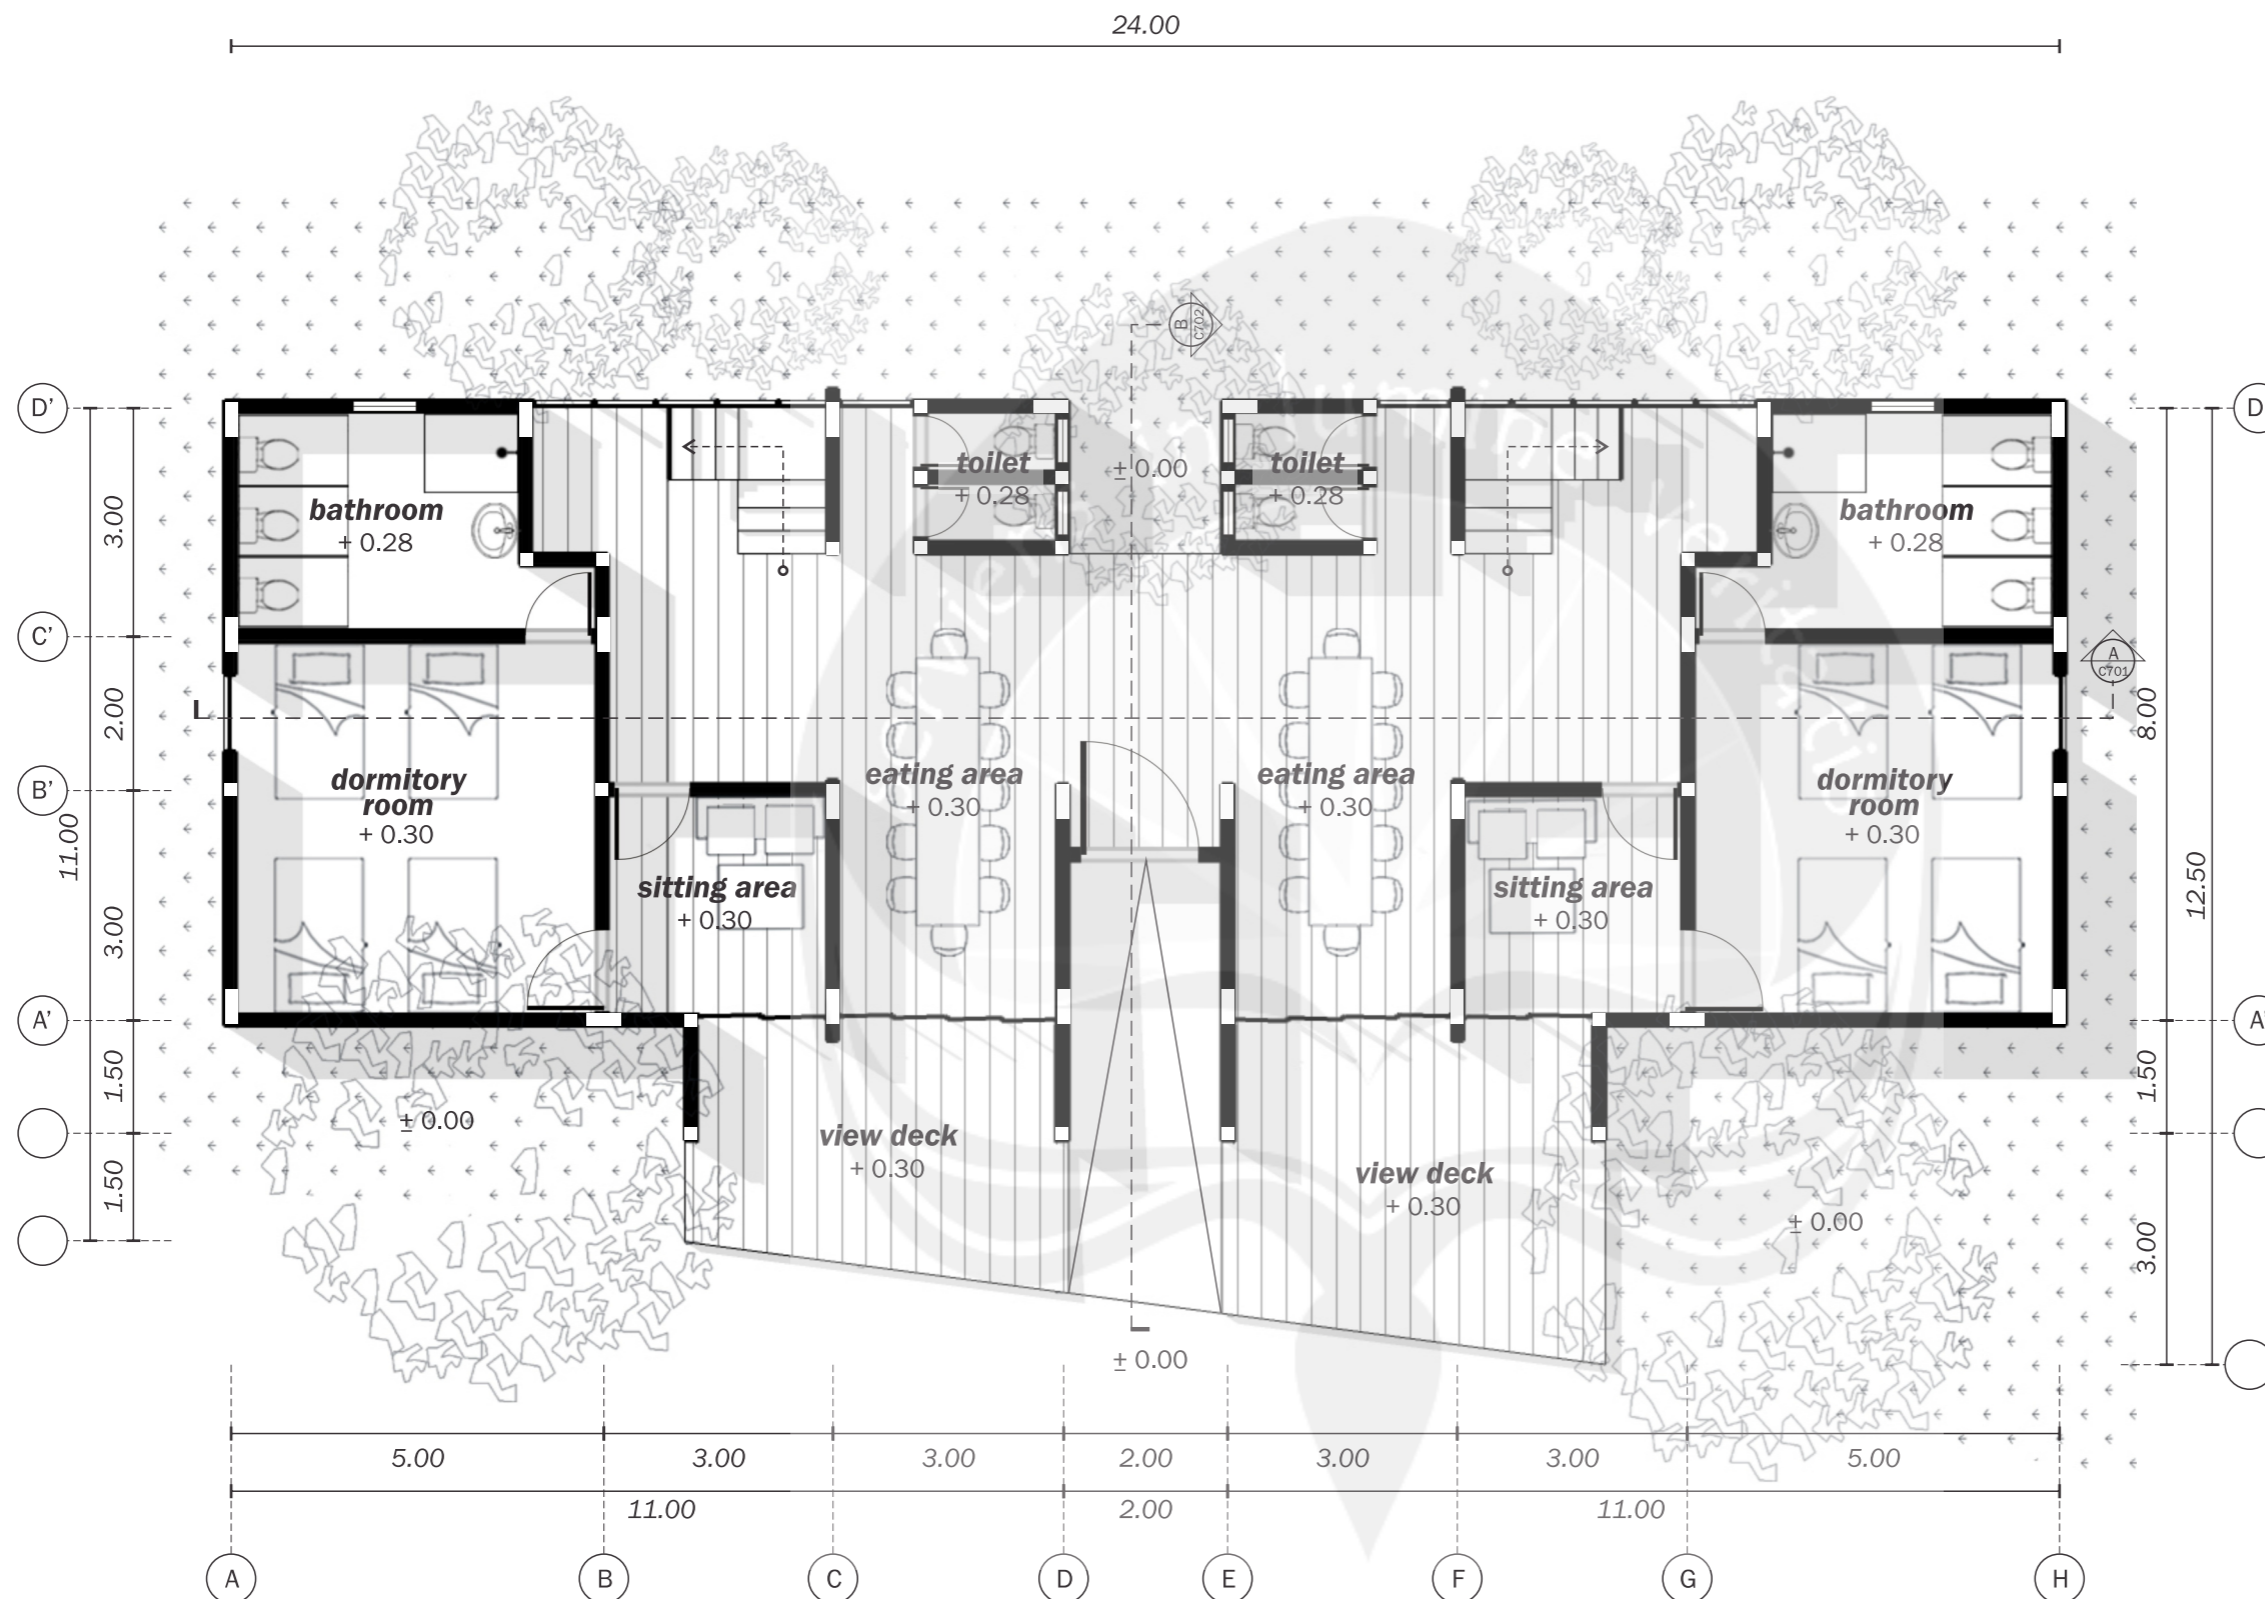 24.00
B
C702
D'
D
toilet
± 0.00
toilet
+ 0.28
+ 0.28
bathroom
+ 0.28
bathroom
+ 0.28
3.00
C'
A
C701
2.00
8.00
B'
dormitory
room
+ 0.30
eating area
+ 0.30
eating area
+ 0.30
dormitory
room
+ 0.30
11.00
sitting area
+ 0.30
sitting area
+ 0.30
12.50
3.00
A'
A'
1.50
1.50
± 0.00
view deck
+ 0.30
view deck
+ 0.30
1.50
± 0.00
3.00
± 0.00
5.00 3.00 3.00 2.00 3.00 3.00 5.00
11.00 2.00 11.00
A B C D E F G H